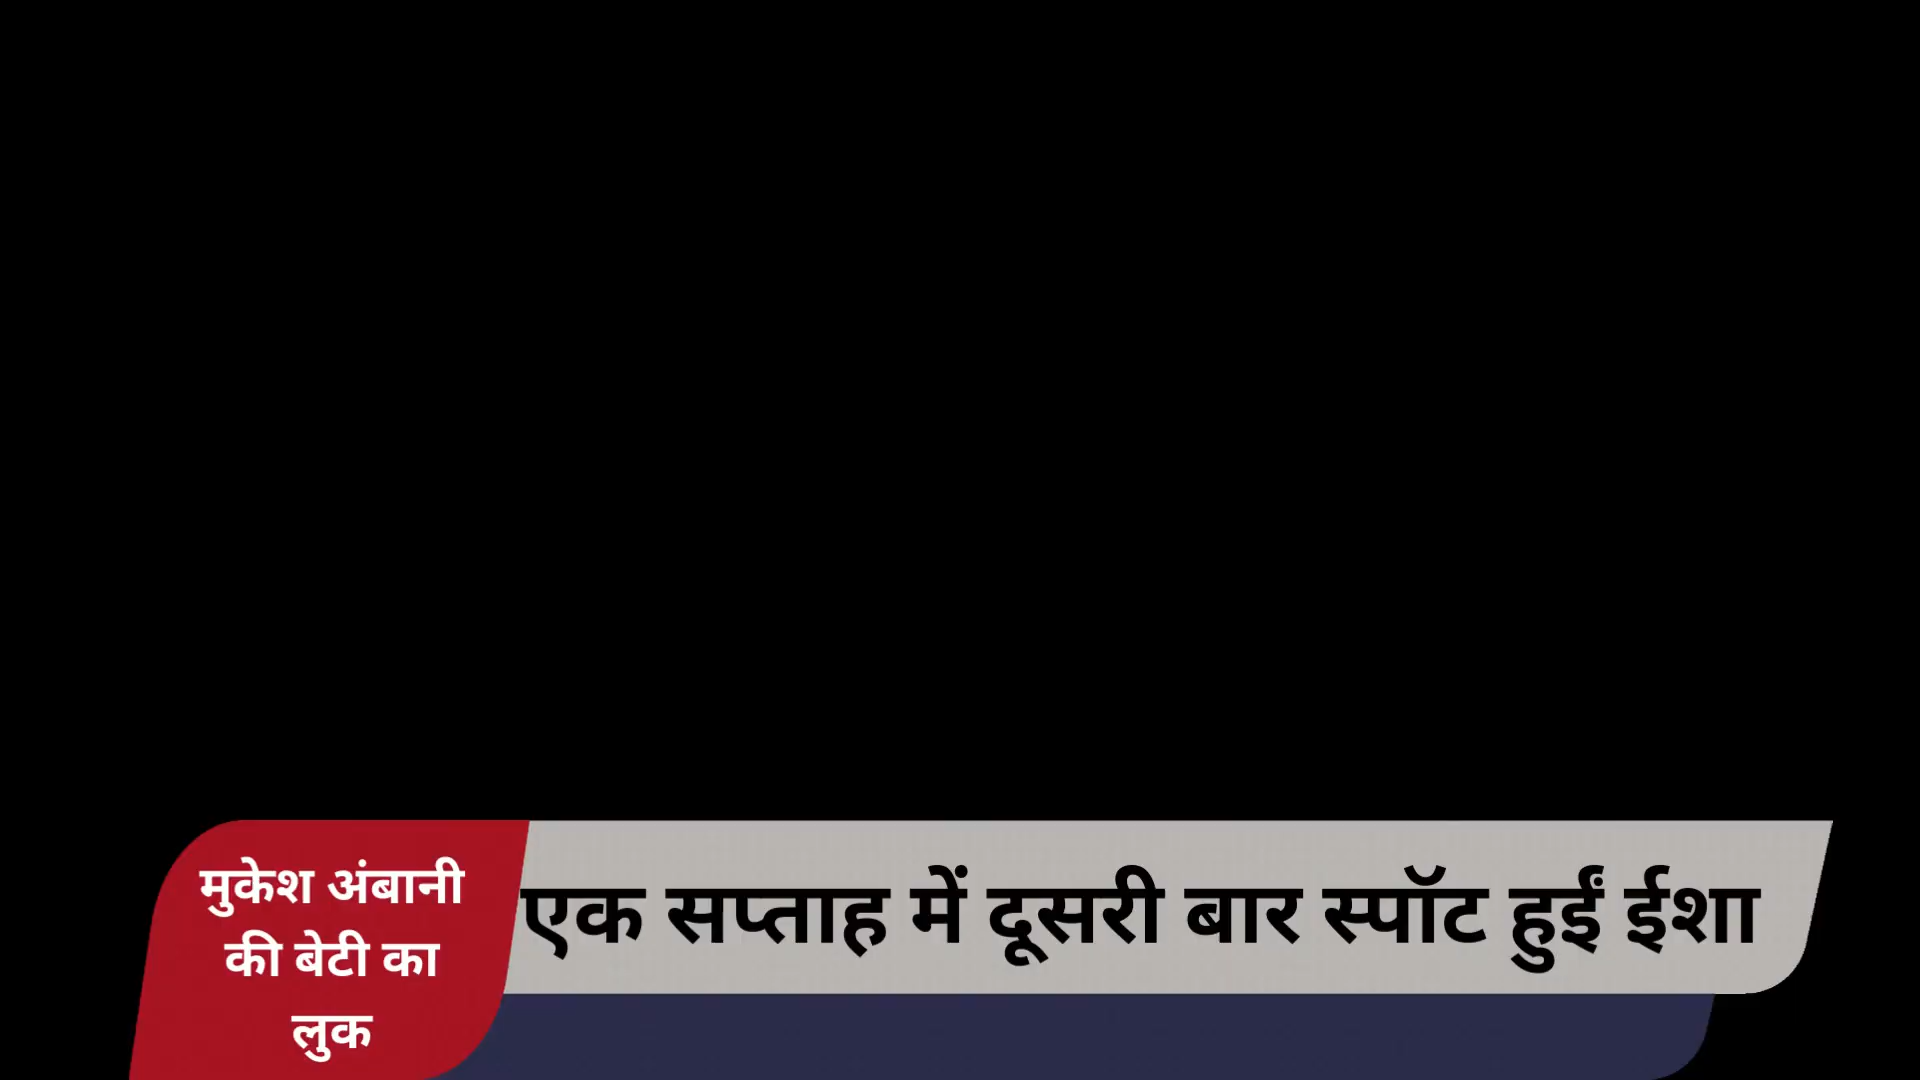 मुकेश अंबानी
की बेटी का
लुक
एक सप्ताह में दूसरी बार स्पॉट हुईं ईशा